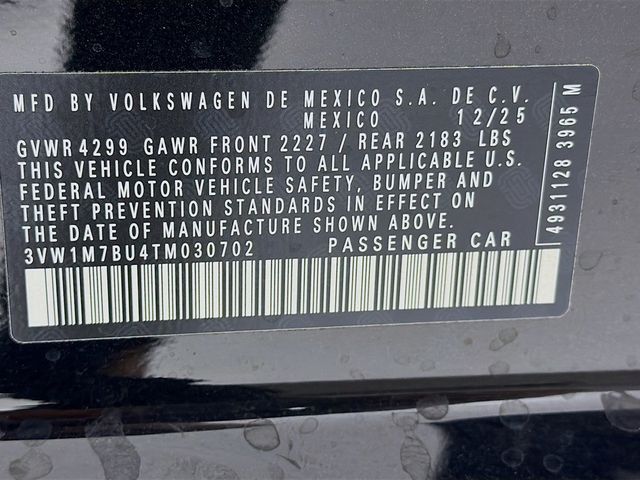 MFD BY VOLKSWAGEN DE MEXICO S.A. DE C.V.
MEXICO 12/25
GVWR 4299 GAWR FRONT 2227 / REAR 2183 LBS
THIS VEHICLE CONFORMS TO ALL APPLICABLE U.S.
FEDERAL MOTOR VEHICLE SAFETY, BUMPER AND
THEFT PREVENTION STANDARDS IN EFFECT ON
THE DATE OF MANUFACTURE SHOWN ABOVE.
3VW1M7BU4TM030702 PASSENGER CAR
4931128 3965 M